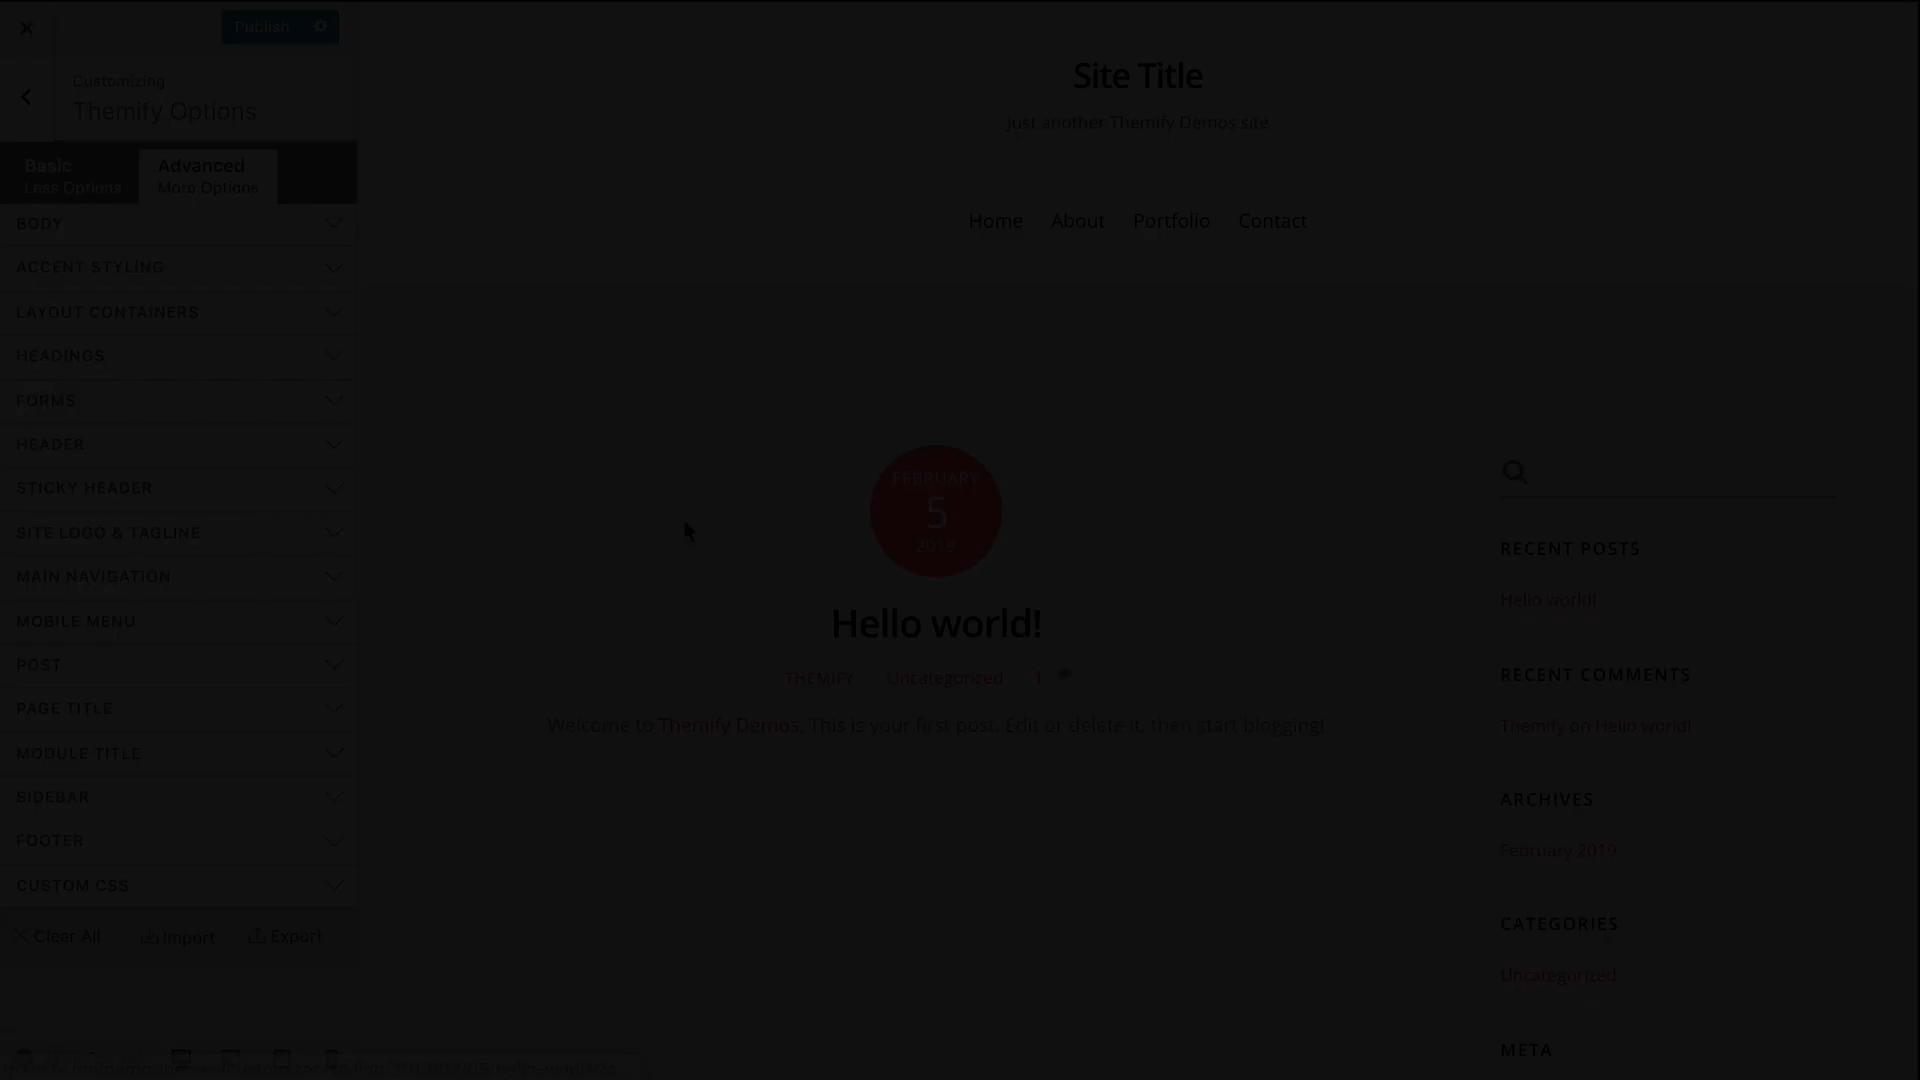 Publish
Customizing
Themify Options
Basic
Less Options
Advanced
More Options
BODY
ACCENT STYLING
LAYOUT CONTAINERS
HEADINGS
FORMS
HEADER
STICKY HEADER
SITE LOGO & TAGLINE
MAIN NAVIGATION
MOBILE MENU
POST
PAGE TITLE
MODULE TITLE
SIDEBAR
FOOTER
CUSTOM CSS
Clear All
Import
Export
Site Title
Just another Themify Demos site
Home About Portfolio Contact
FEBRUARY
5
2019
Hello world!
THEMIFY Uncategorized 1
Welcome to Themify Demos. This is your first post. Edit or delete it, then start blogging!
RECENT POSTS
Hello world!
RECENT COMMENTS
Themify on Hello world!
ARCHIVES
February 2019
CATEGORIES
Uncategorized
META